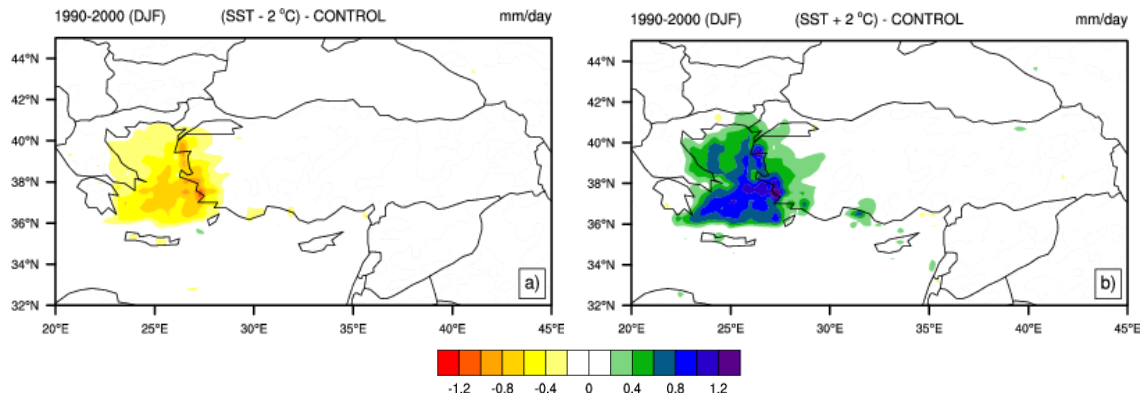 1990-2000 (DJF) (SST - 2 °C) - CONTROL mm/day
1990-2000 (DJF) (SST + 2 °C) - CONTROL mm/day
44°N
42°N
40°N
38°N
36°N
34°N
32°N
20°E 25°E 30°E 35°E 40°E 45°E
a)
44°N
42°N
40°N
38°N
36°N
34°N
32°N
20°E 25°E 30°E 35°E 40°E 45°E
b)
-1.2 -0.8 -0.4 0 0.4 0.8 1.2